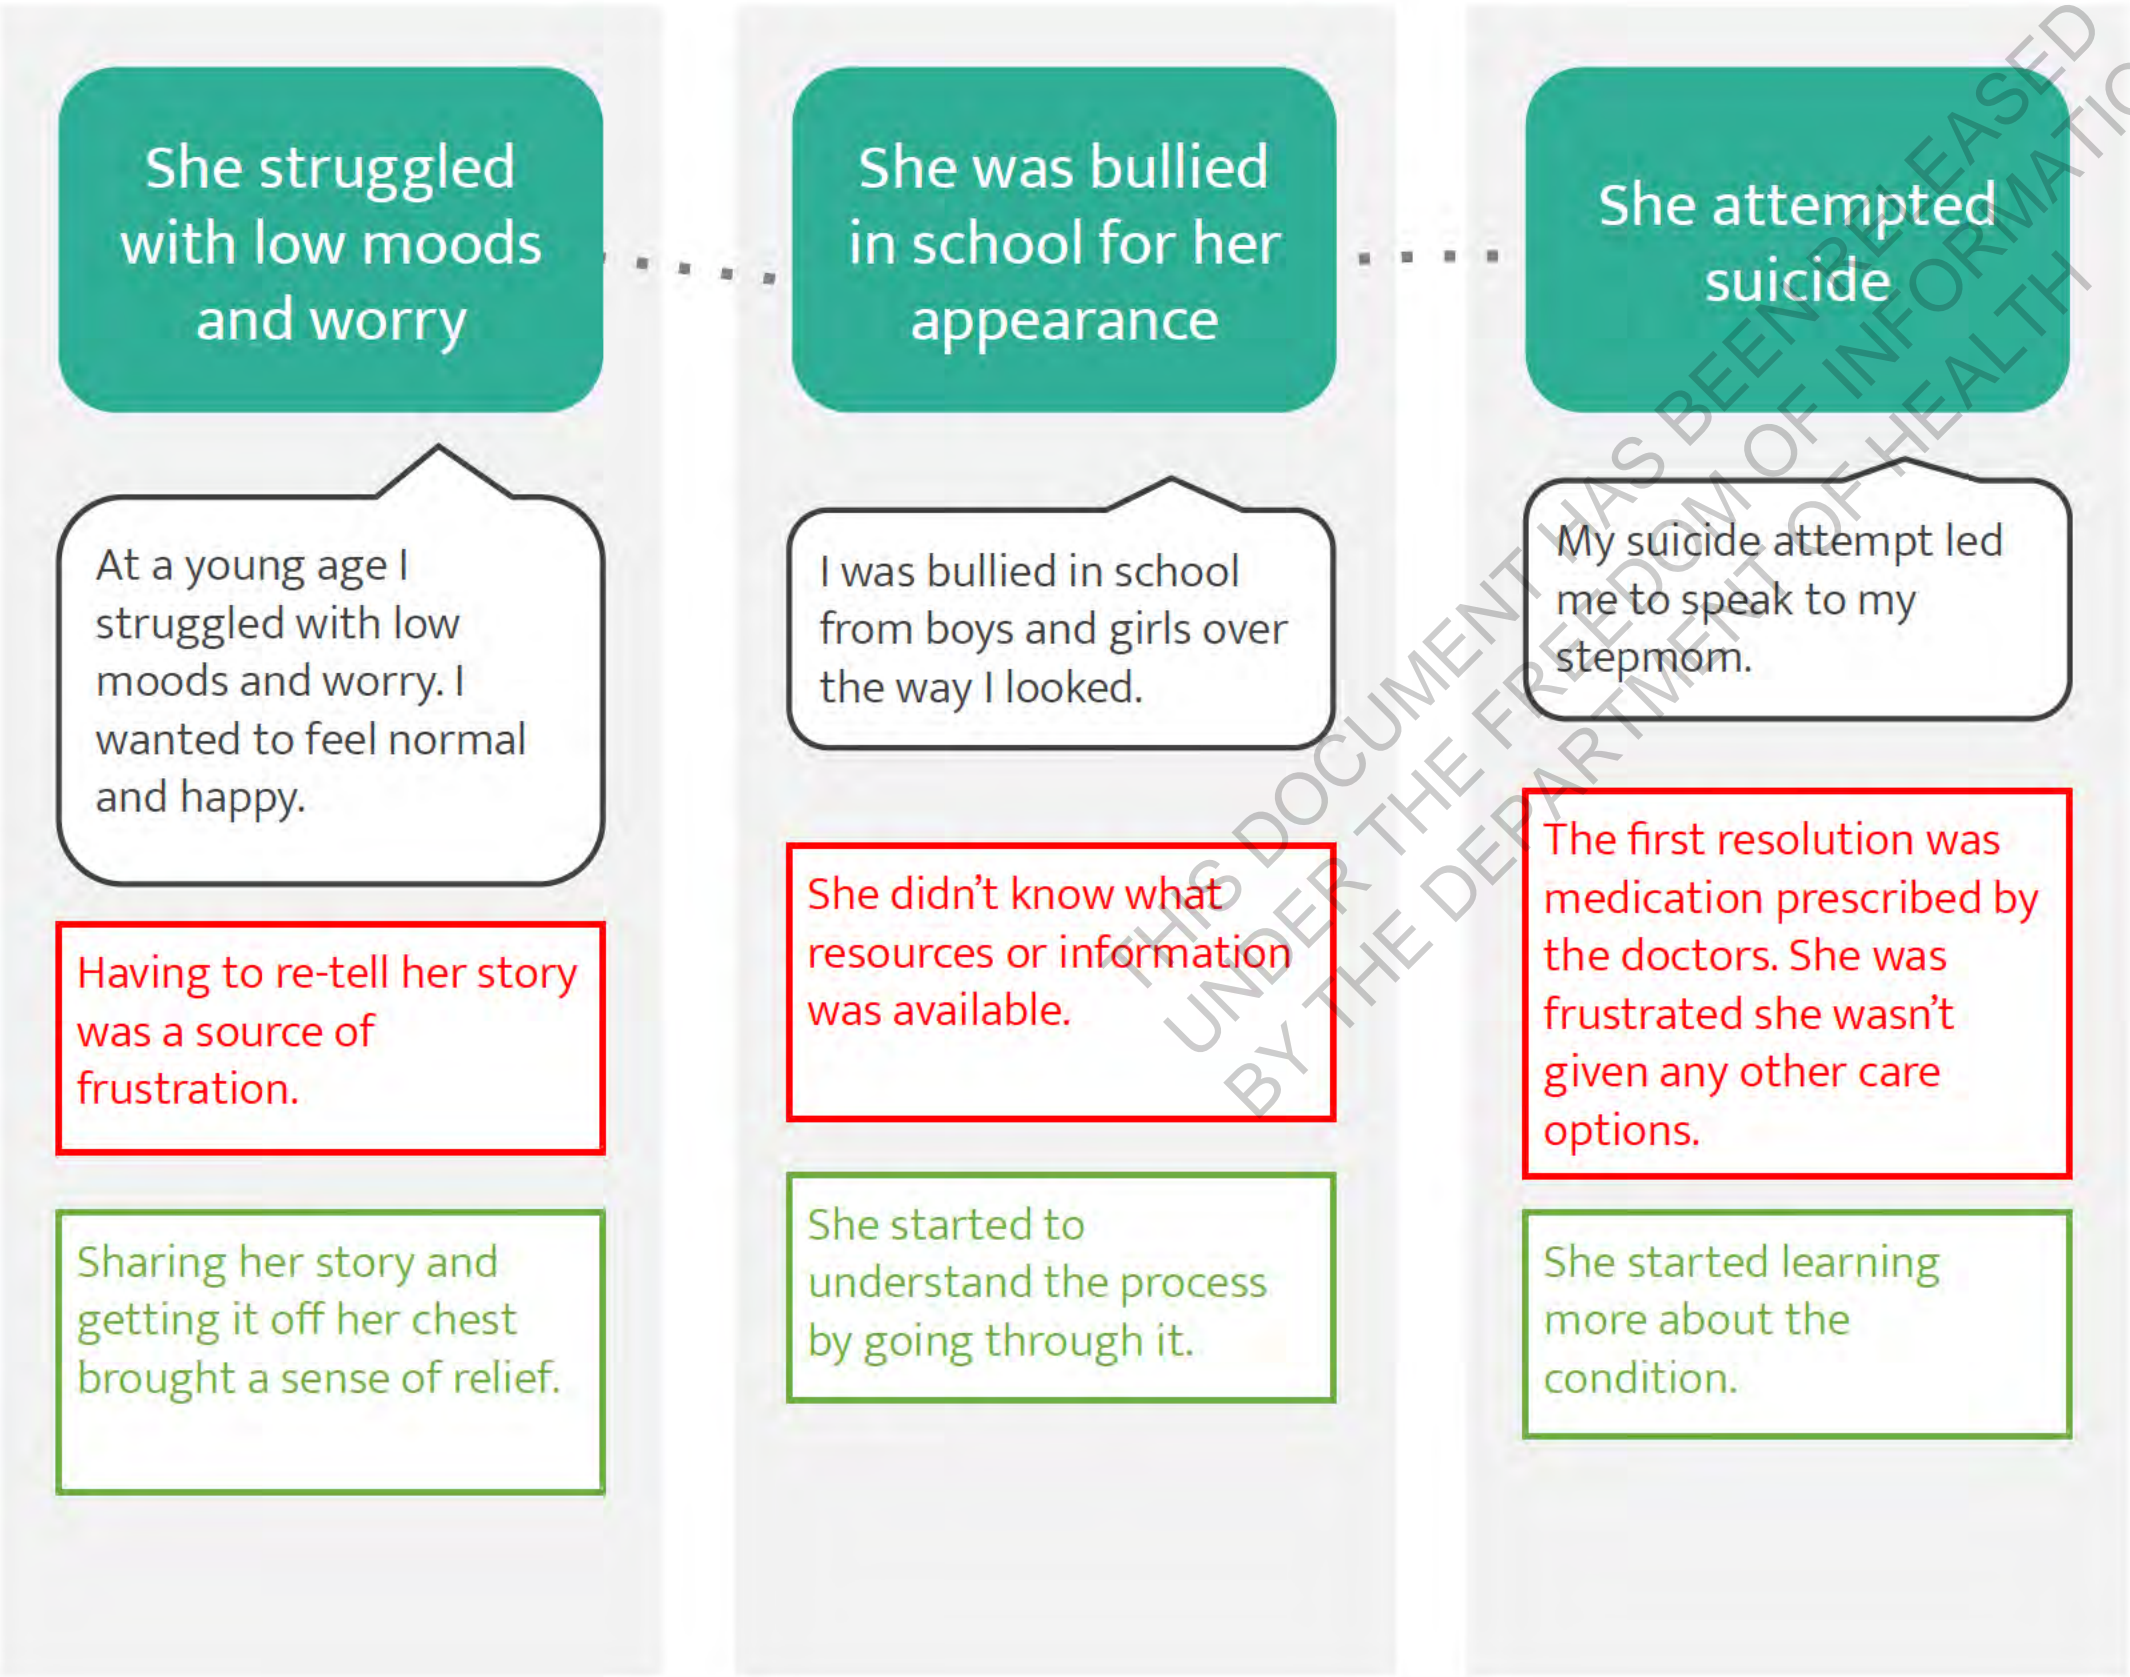 She struggled
with low moods
and worry
At a young age I
struggled with low
moods and worry. I
wanted to feel normal
and happy.
Having to re-tell her story
was a source of
frustration.
Sharing her story and
getting it off her chest
brought a sense of relief.
She was bullied
in school for her
appearance
I was bullied in school
from boys and girls over
the way I looked.
She didn’t know what
resources or information
was available.
She started to
understand the process
by going through it.
She attempted
suicide
My suicide attempt led
me to speak to my
stepmom.
The first resolution was
medication prescribed by
the doctors. She was
frustrated she wasn’t
given any other care
options.
She started learning
more about the
condition.
THIS DOCUMENT HAS BEEN RELEASED
UNDER THE FREEDOM OF INFORMATIO
BY THE DEPARTMENT OF HEALTH